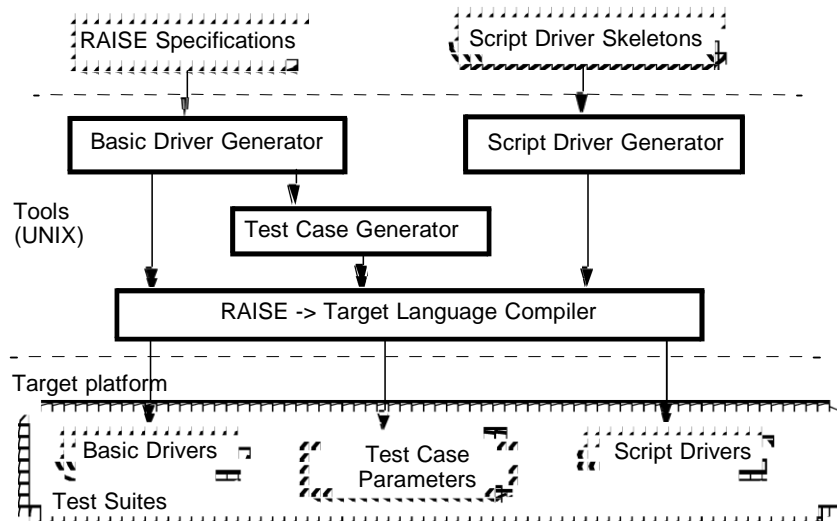 RAISE Specifications
Script Driver Skeletons
Basic Driver Generator
Script Driver Generator
Tools
(UNIX)
Test Case Generator
RAISE -> Target Language Compiler
Target platform
Basic Drivers
Test Case
Parameters
Script Drivers
Test Suites